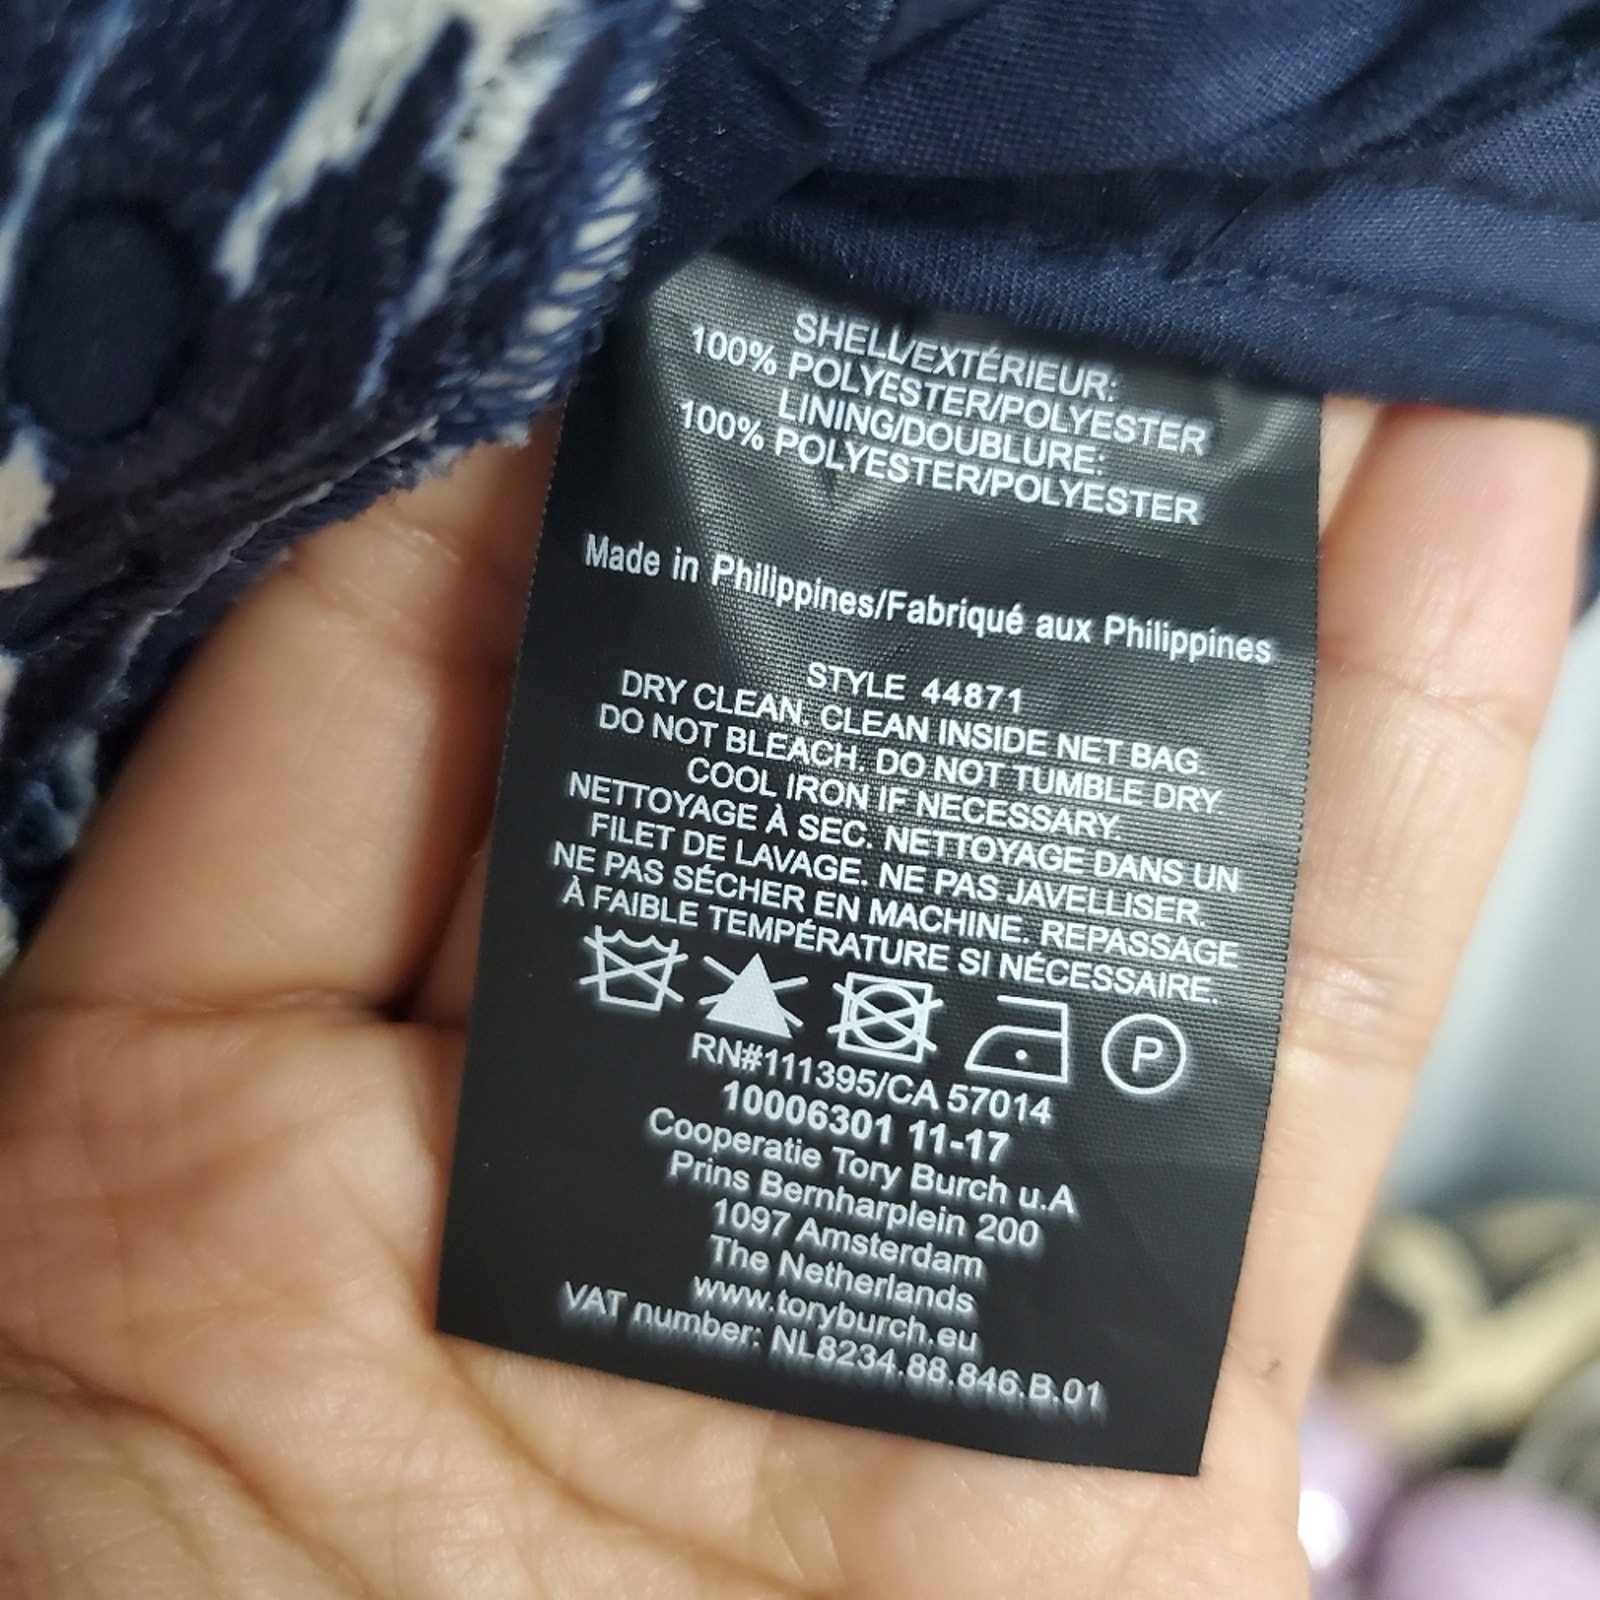 SHELL/EXTÉRIEUR:
100% POLYESTER/POLYESTER
LINING/DOUBLURE:
100% POLYESTER/POLYESTER
Made in Philippines/Fabriqué aux Philippines
STYLE 44871
DRY CLEAN. CLEAN INSIDE NET BAG.
DO NOT BLEACH. DO NOT TUMBLE DRY.
COOL IRON IF NECESSARY.
NETTOYAGE À SEC. NETTOYAGE DANS UN
FILET DE LAVAGE. NE PAS JAVELLISER.
NE PAS SÉCHER EN MACHINE. REPASSAGE
À FAIBLE TEMPÉRATURE SI NÉCESSAIRE.
P
RN#111395/CA 57014
10006301 11-17
Cooperatie Tory Burch u.A
Prins Bernharplein 200
1097 Amsterdam
The Netherlands
www.toryburch.eu
VAT number: NL8234.88.846.B.01